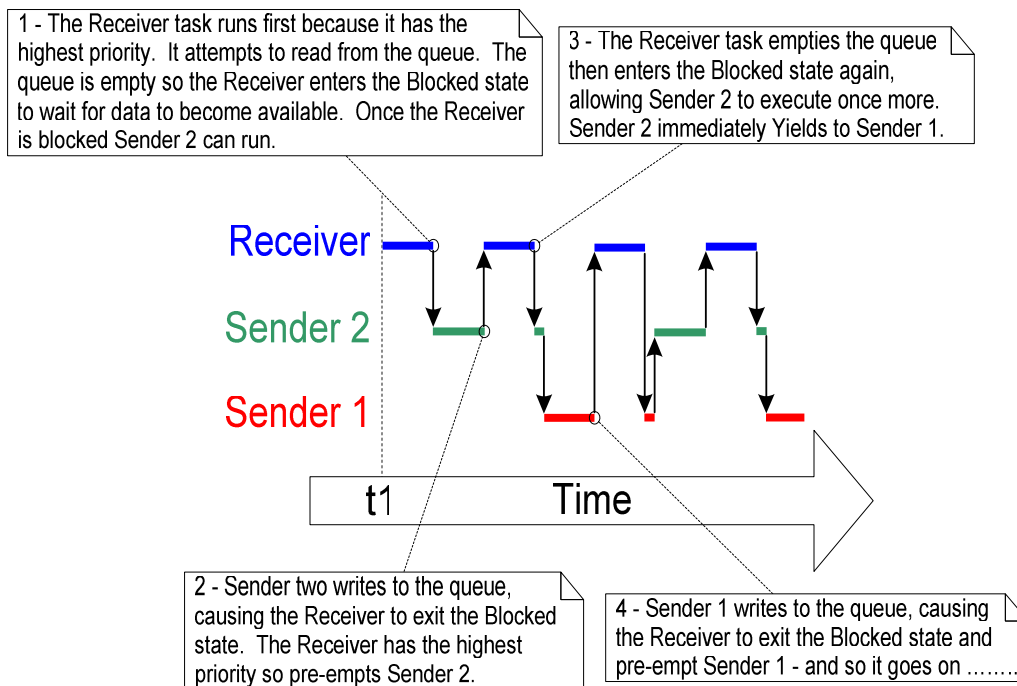 1 - The Receiver task runs first because it has the
highest priority. It attempts to read from the queue. The
queue is empty so the Receiver enters the Blocked state
to wait for data to become available. Once the Receiver
is blocked Sender 2 can run.
3 - The Receiver task empties the queue
then enters the Blocked state again,
allowing Sender 2 to execute once more.
Sender 2 immediately Yields to Sender 1.
Receiver
Sender 2
Sender 1
t1
Time
2 - Sender two writes to the queue,
causing the Receiver to exit the Blocked
state. The Receiver has the highest
priority so pre-empts Sender 2.
4 - Sender 1 writes to the queue, causing
the Receiver to exit the Blocked state and
pre-empt Sender 1 - and so it goes on ........